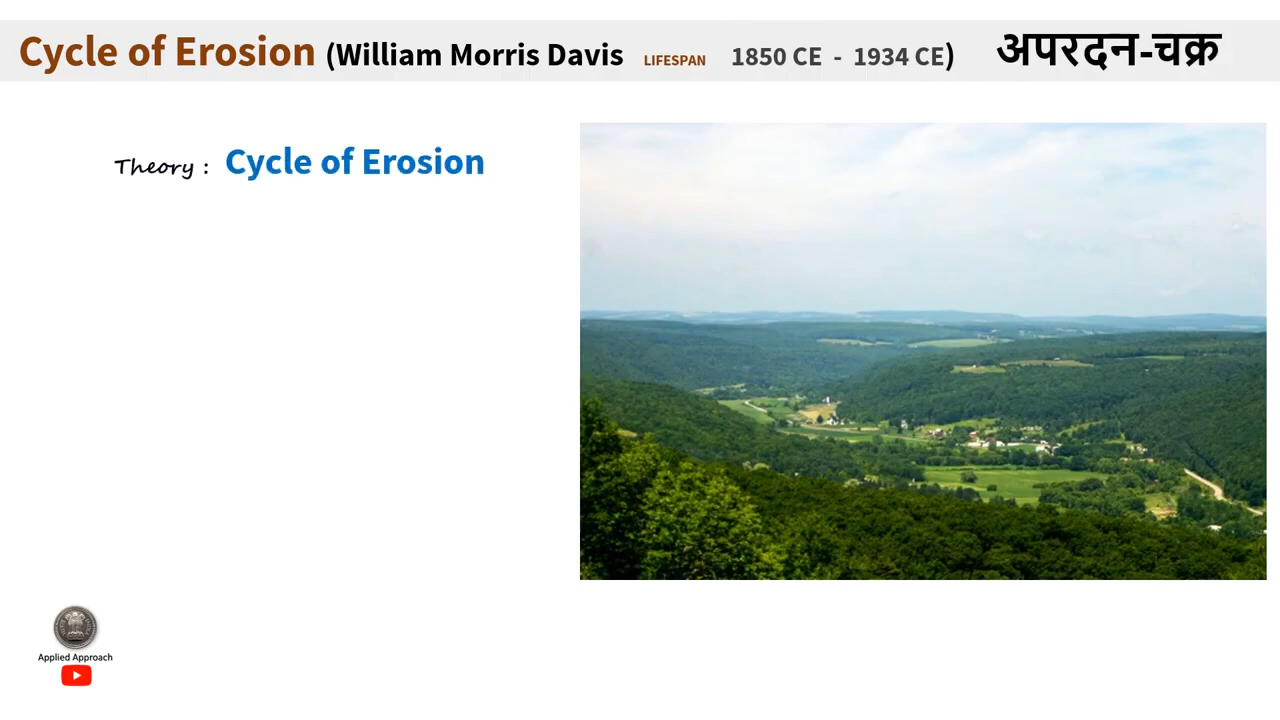 Cycle of Erosion (William Morris Davis LIFESPAN 1850 CE - 1934 CE) अपरदन-चक्र
Theory : Cycle of Erosion
Applied Approach